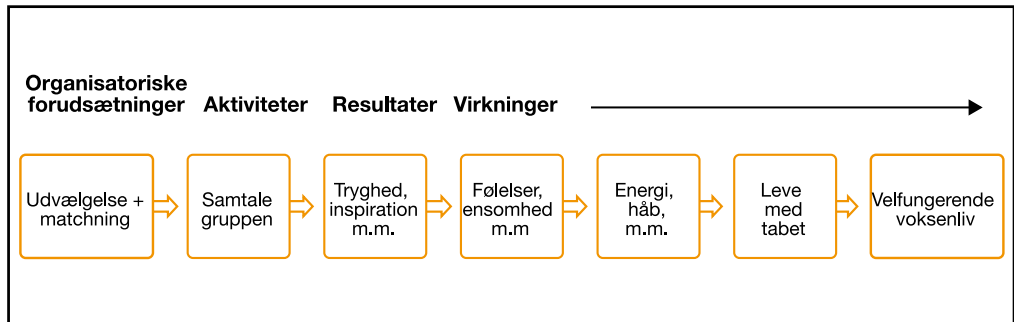 Organisatoriske
forudsætninger
Aktiviteter
Resultater
Virkninger
Udvælgelse +
matchning
Samtale
gruppen
Tryghed,
inspiration
m.m.
Følelser,
ensomhed
m.m
Energi,
håb,
m.m.
Leve
med
tabet
Velfungerende
voksenliv